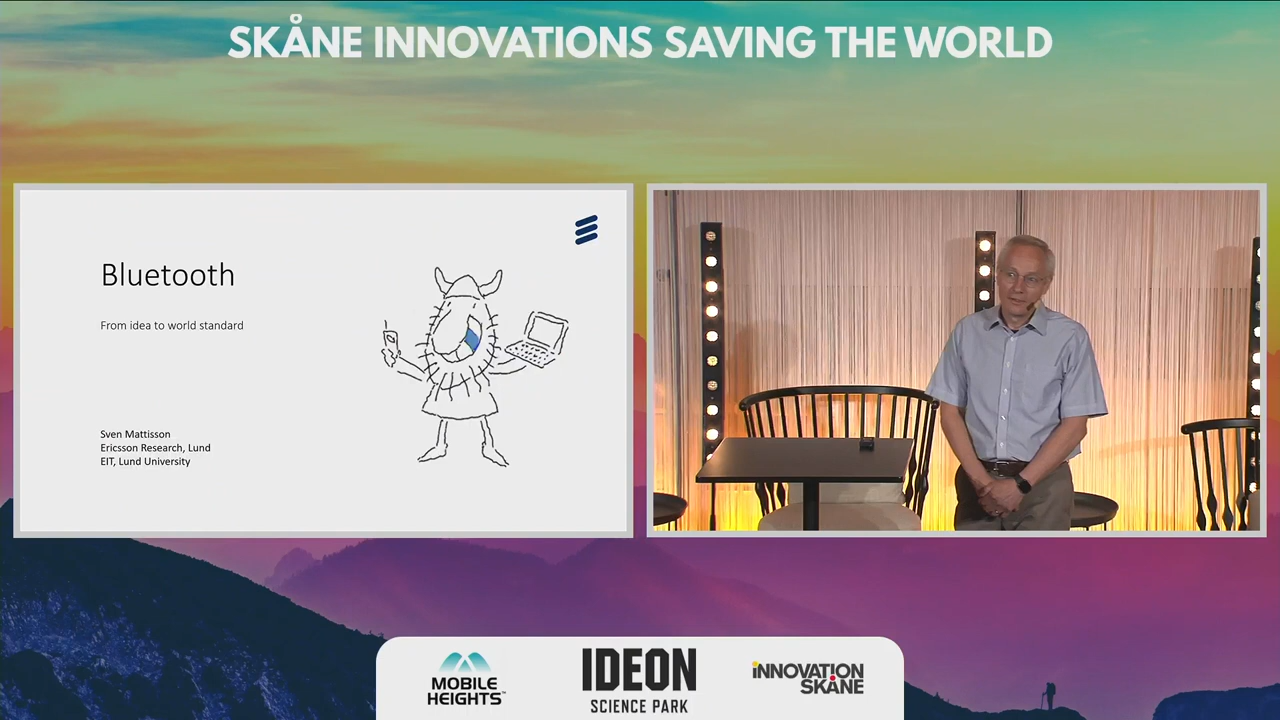 SKÅNE INNOVATIONS SAVING THE WORLD
Bluetooth
From idea to world standard
Sven Mattisson
Ericsson Research, Lund
EIT, Lund University
MOBILE
HEIGHTS™
IDEON
SCIENCE PARK
INNOVATION
SKÅNE